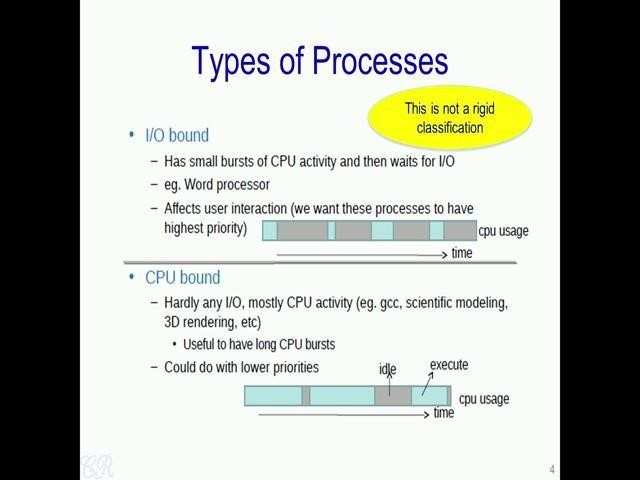 Types of Processes
This is not a rigid
classification
• I/O bound
– Has small bursts of CPU activity and then waits for I/O
– eg. Word processor
– Affects user interaction (we want these processes to have
highest priority)
cpu usage
time
• CPU bound
– Hardly any I/O, mostly CPU activity (eg. gcc, scientific modeling,
3D rendering, etc)
• Useful to have long CPU bursts
– Could do with lower priorities
idle
execute
cpu usage
time
CR
4